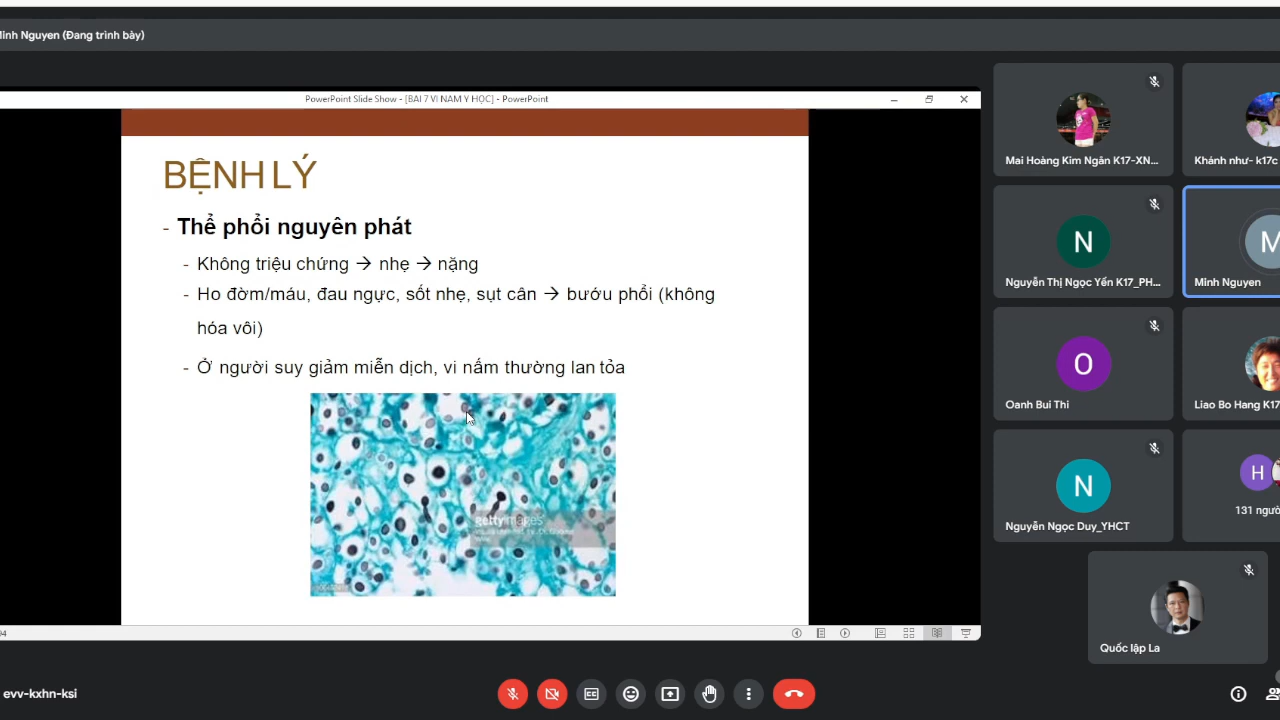 Minh Nguyen (Đang trình bày)
PowerPoint Slide Show - [BAI 7 VI NAM Y HỌC] - PowerPoint
BỆNH LÝ
- Thể phổi nguyên phát
- Không triệu chứng → nhẹ → nặng
- Ho đờm/máu, đau ngực, sốt nhẹ, sụt cân → bướu phổi (không
hóa vôi)
- Ở người suy giảm miễn dịch, vi nấm thường lan tỏa
gettyimages
Mai Hoàng Kim Ngân K17-XN...
Khánh như- k17c
N
Nguyễn Thị Ngọc Yến K17_PH...
M
Minh Nguyen
O
Oanh Bui Thi
Liao Bo Hang K17
N
Nguyễn Ngọc Duy_YHCT
H
131 ngườ
Quốc lập La
evv-kxhn-ksi